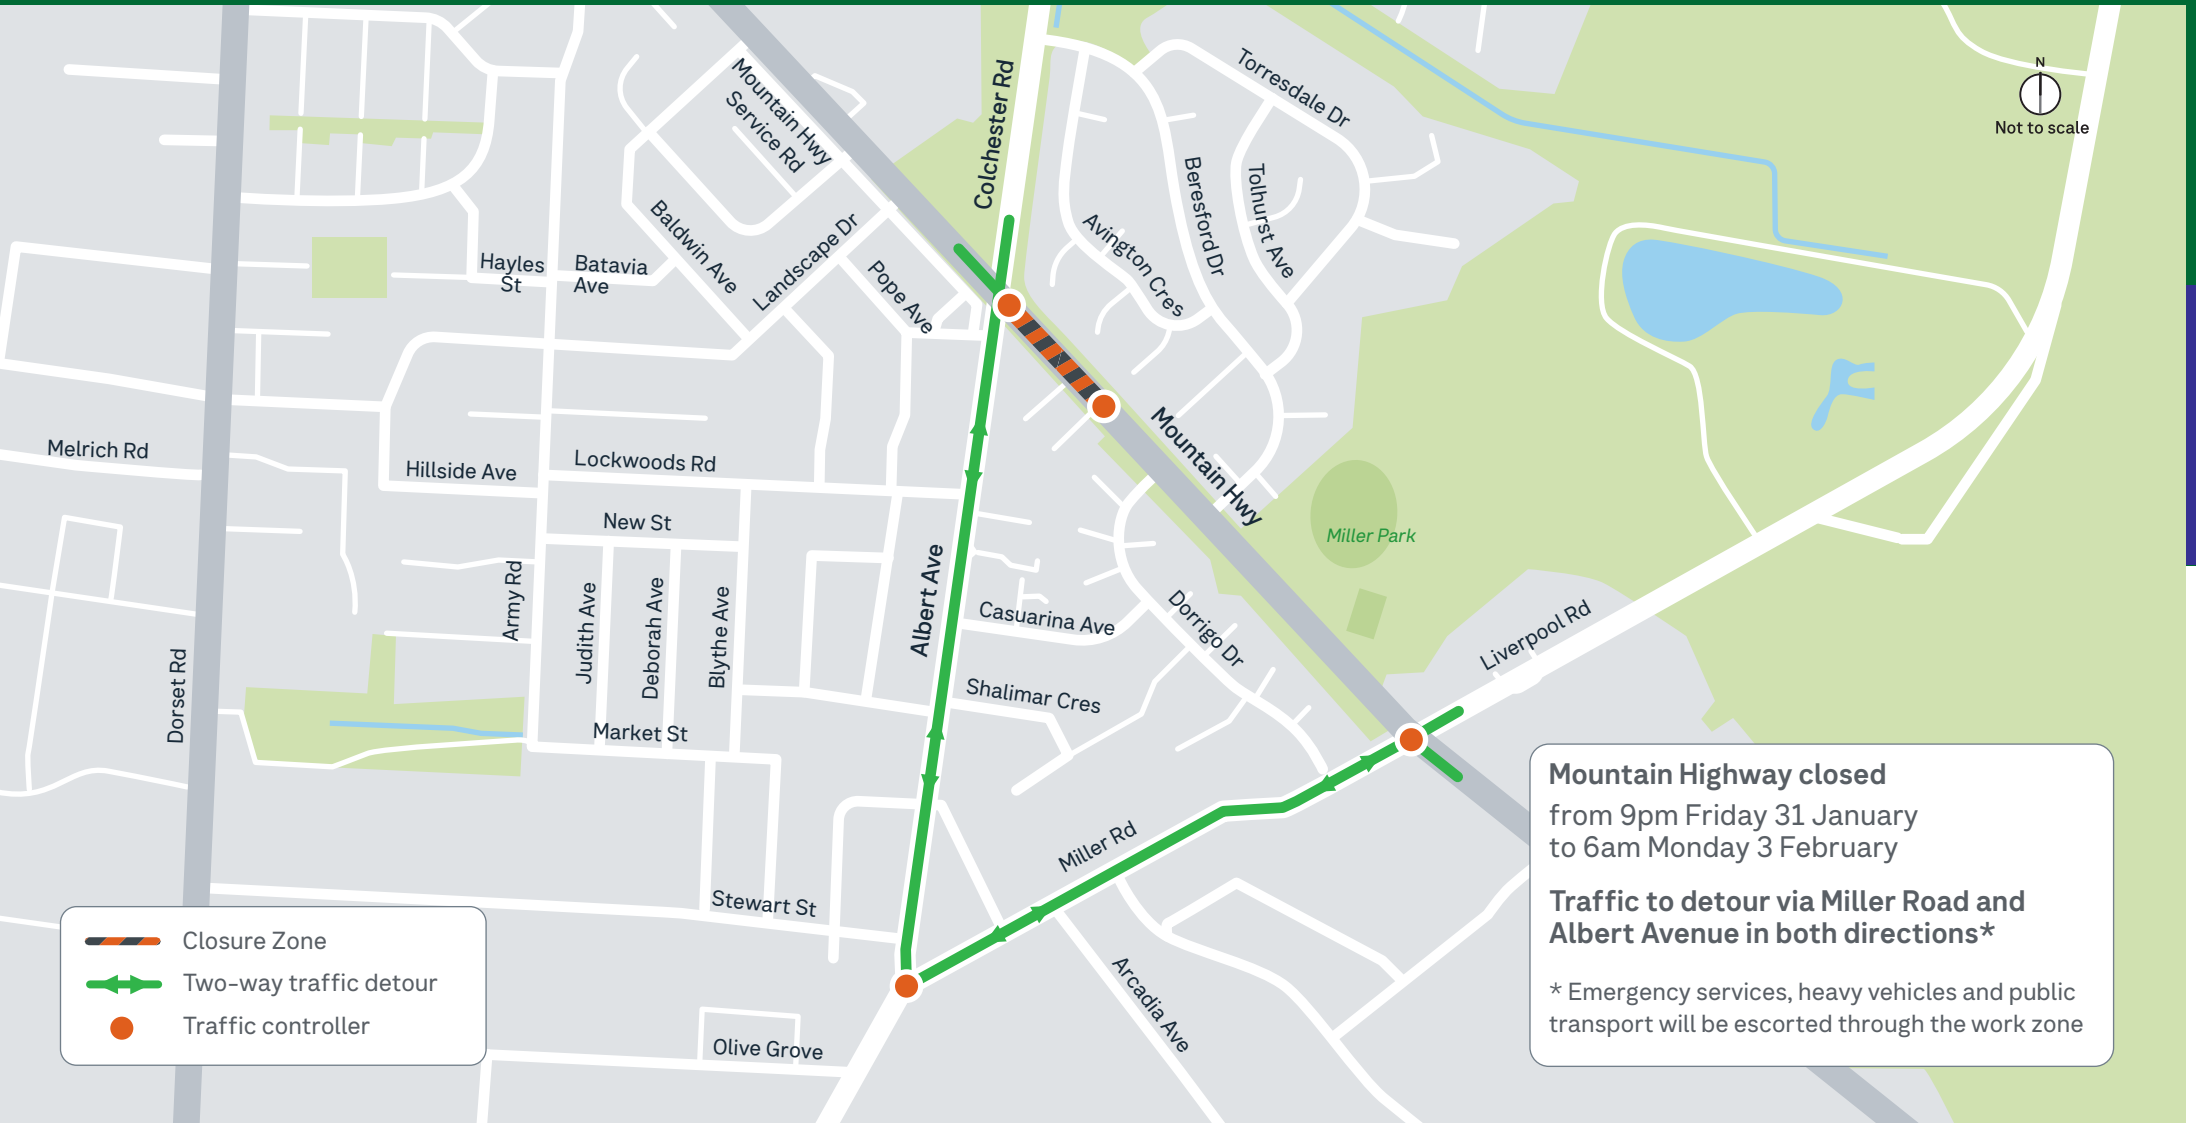 N
Not to scale
Mountain Hwy
Service Rd
Colchester Rd
Torresdale Dr
Beresford Dr
Tolhurst Ave
Avington Cres
Baldwin Ave
Landscape Dr
Pope Ave
Hayles
St
Batavia
Ave
Melrich Rd
Hillside Ave
Lockwoods Rd
Mountain Hwy
New St
Miller Park
Army Rd
Judith Ave
Deborah Ave
Blythe Ave
Albert Ave
Casuarina Ave
Dorrigo Dr
Liverpool Rd
Dorset Rd
Shalimar Cres
Market St
Miller Rd
Stewart St
Arcadia Ave
Olive Grove
Closure Zone
Two-way traffic detour
Traffic controller
Mountain Highway closed
from 9pm Friday 31 January
to 6am Monday 3 February
Traffic to detour via Miller Road and
Albert Avenue in both directions*
* Emergency services, heavy vehicles and public
transport will be escorted through the work zone